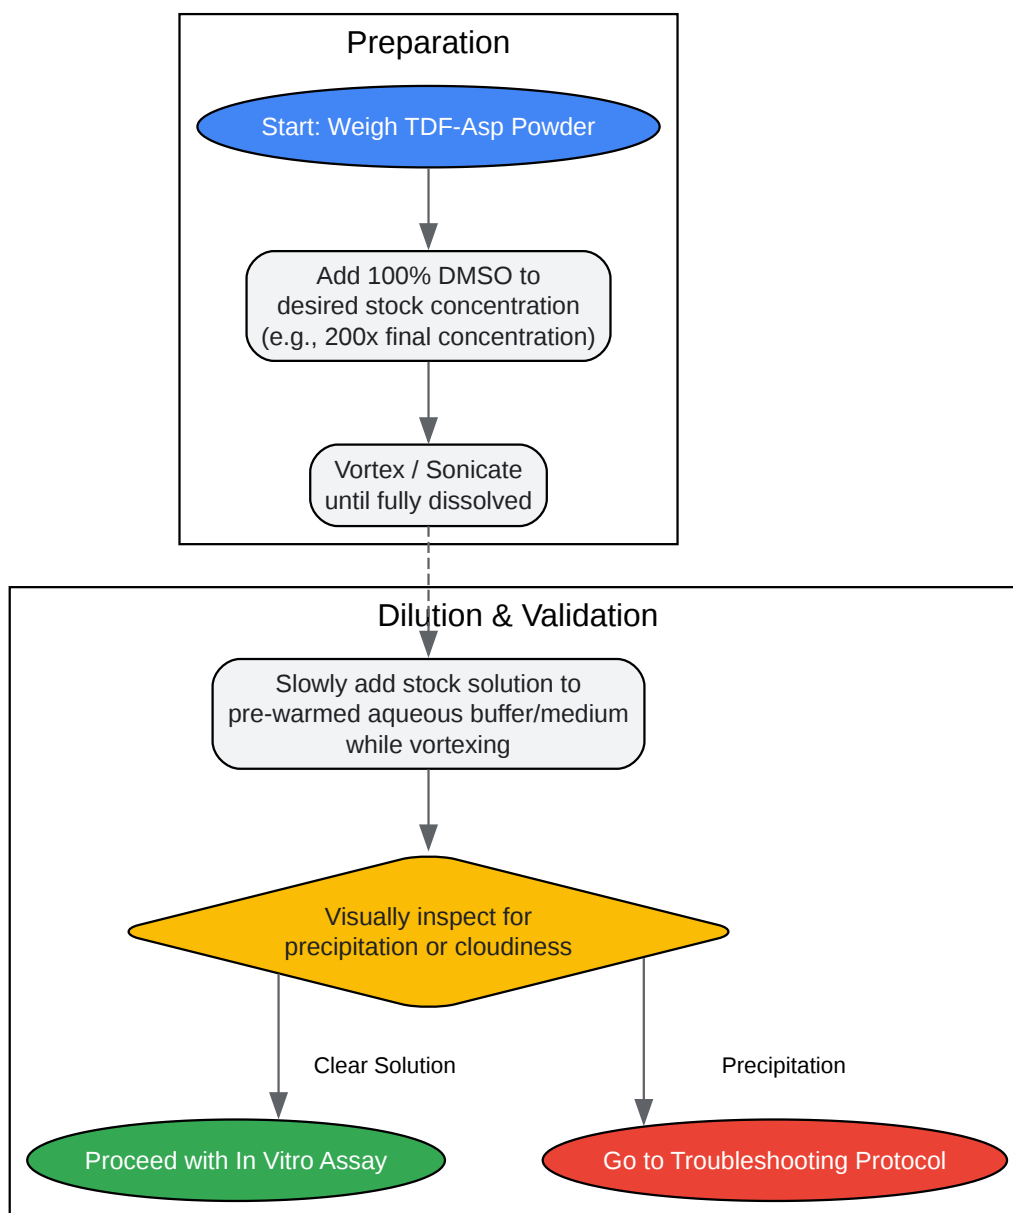 Preparation
Start: Weigh TDF-Asp Powder
Add 100% DMSO to
desired stock concentration
(e.g., 200x final concentration)
Vortex / Sonicate
until fully dissolved
Dilution & Validation
Slowly add stock solution to
pre-warmed aqueous buffer/medium
while vortexing
Visually inspect for
precipitation or cloudiness
Clear Solution
Precipitation
Proceed with In Vitro Assay
Go to Troubleshooting Protocol